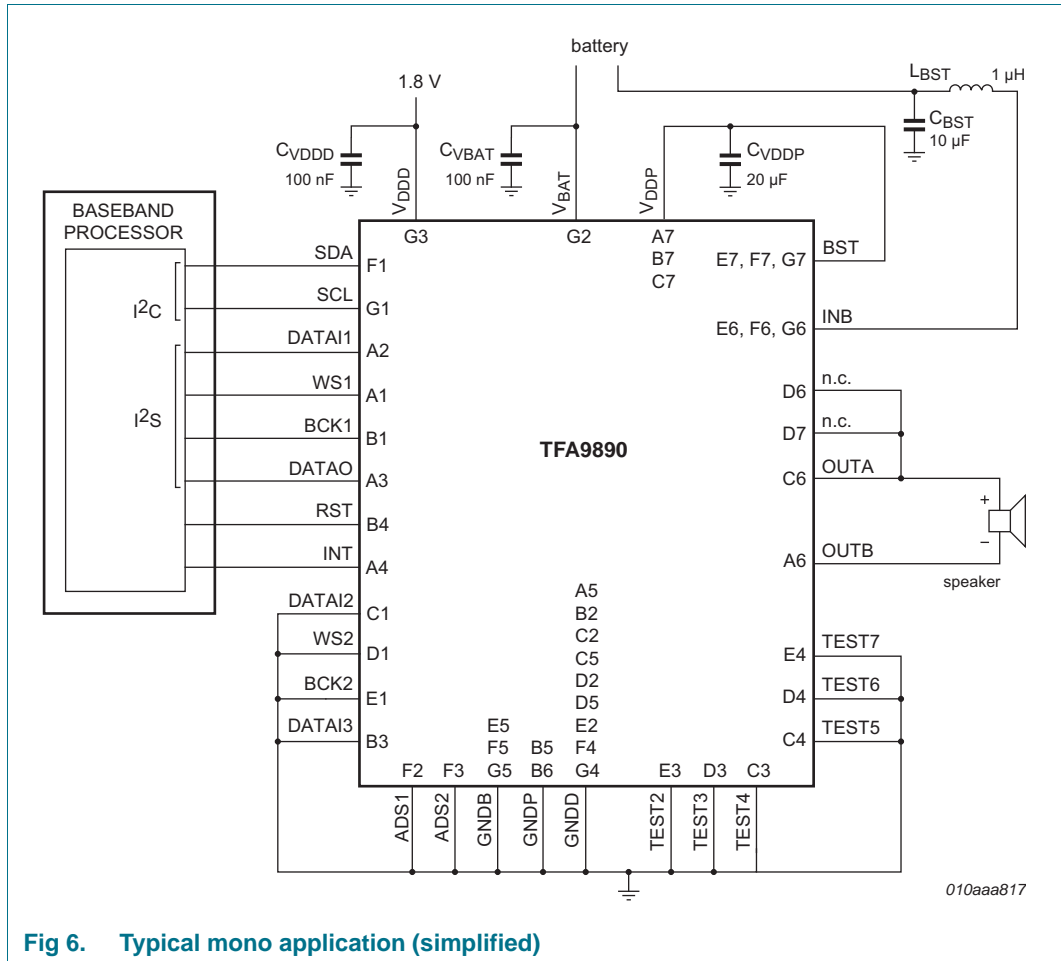 battery
1.8 V
LBST 1 µH
CBST
10 µF
CVDDD
100 nF
CVBAT
100 nF
CVDDP
20 µF
VDDD
VBAT
VDDP
BASEBAND
PROCESSOR
G3
G2
A7
B7
C7
E7, F7, G7
BST
E6, F6, G6
INB
I2C
SDA
F1
SCL
G1
I2S
DATAI1
A2
WS1
A1
BCK1
B1
DATAO
A3
RST
B4
INT
A4
DATAI2
C1
WS2
D1
BCK2
E1
DATAI3
B3
TFA9890
D6
n.c.
D7
n.c.
C6
OUTA
+
−
A6
OUTB
speaker
E4
TEST7
D4
TEST6
C4
TEST5
A5
B2
C2
C5
D2
D5
E5
E2
F5
B5
F4
F2
F3
G5
B6
G4
E3
D3
C3
ADS1
ADS2
GNDB
GNDP
GNDD
TEST2
TEST3
TEST4
010aaa817
Fig 6. Typical mono application (simplified)